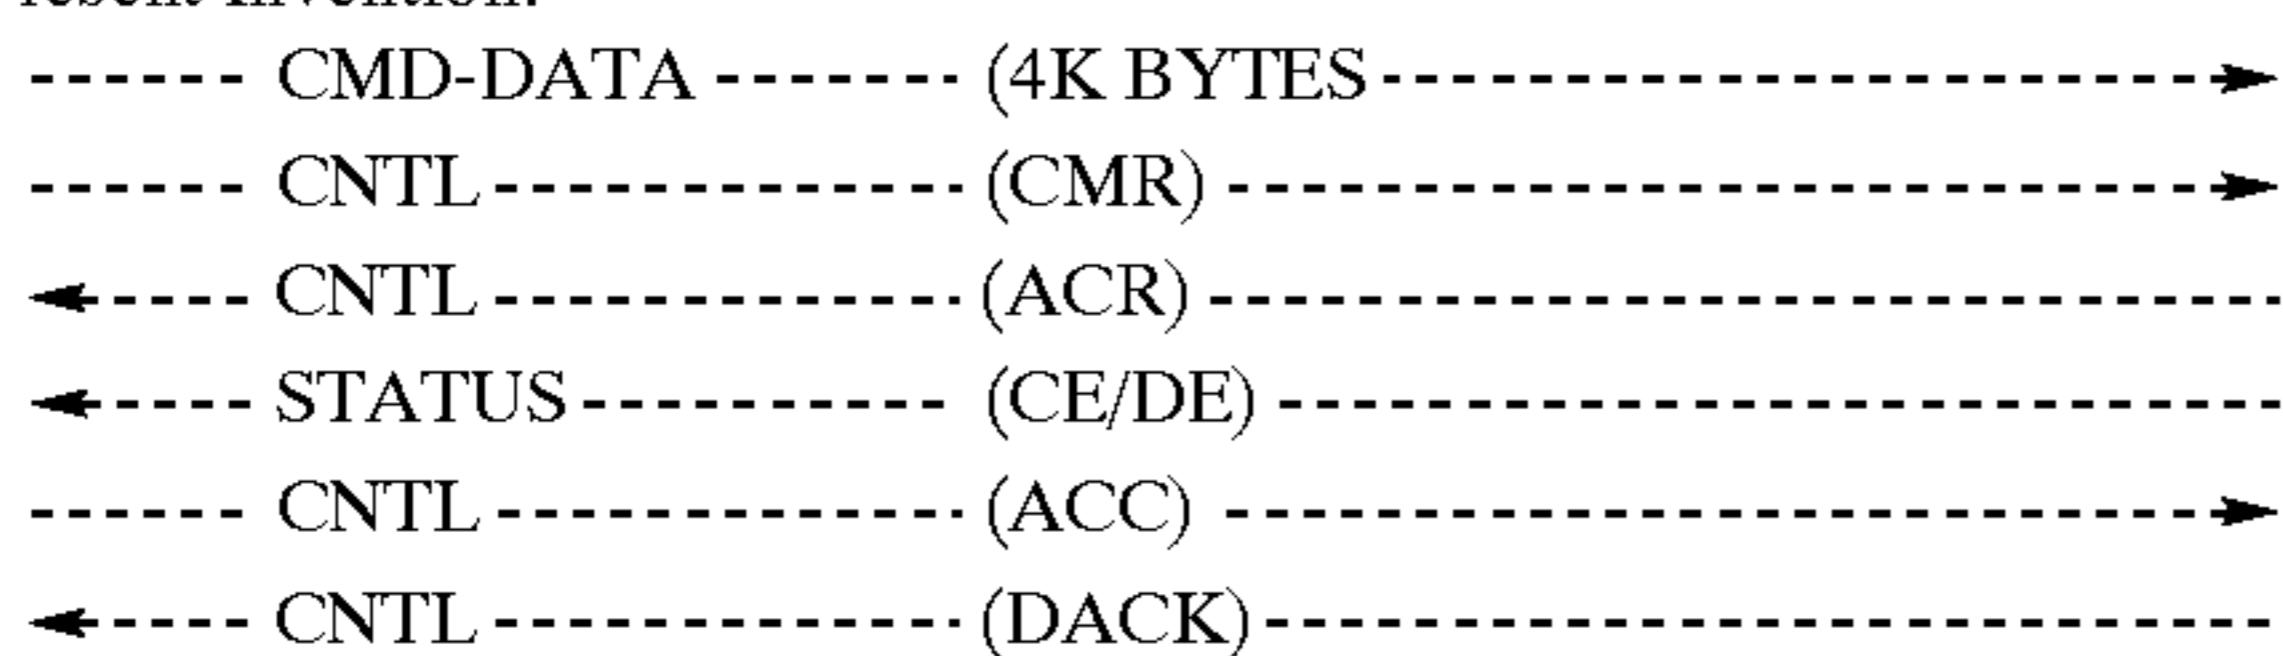 CMD-DATA (4K BYTES
CNTL (CMR)
CNTL (ACR)
STATUS (CE/DE)
CNTL (ACC)
CNTL (DACK)